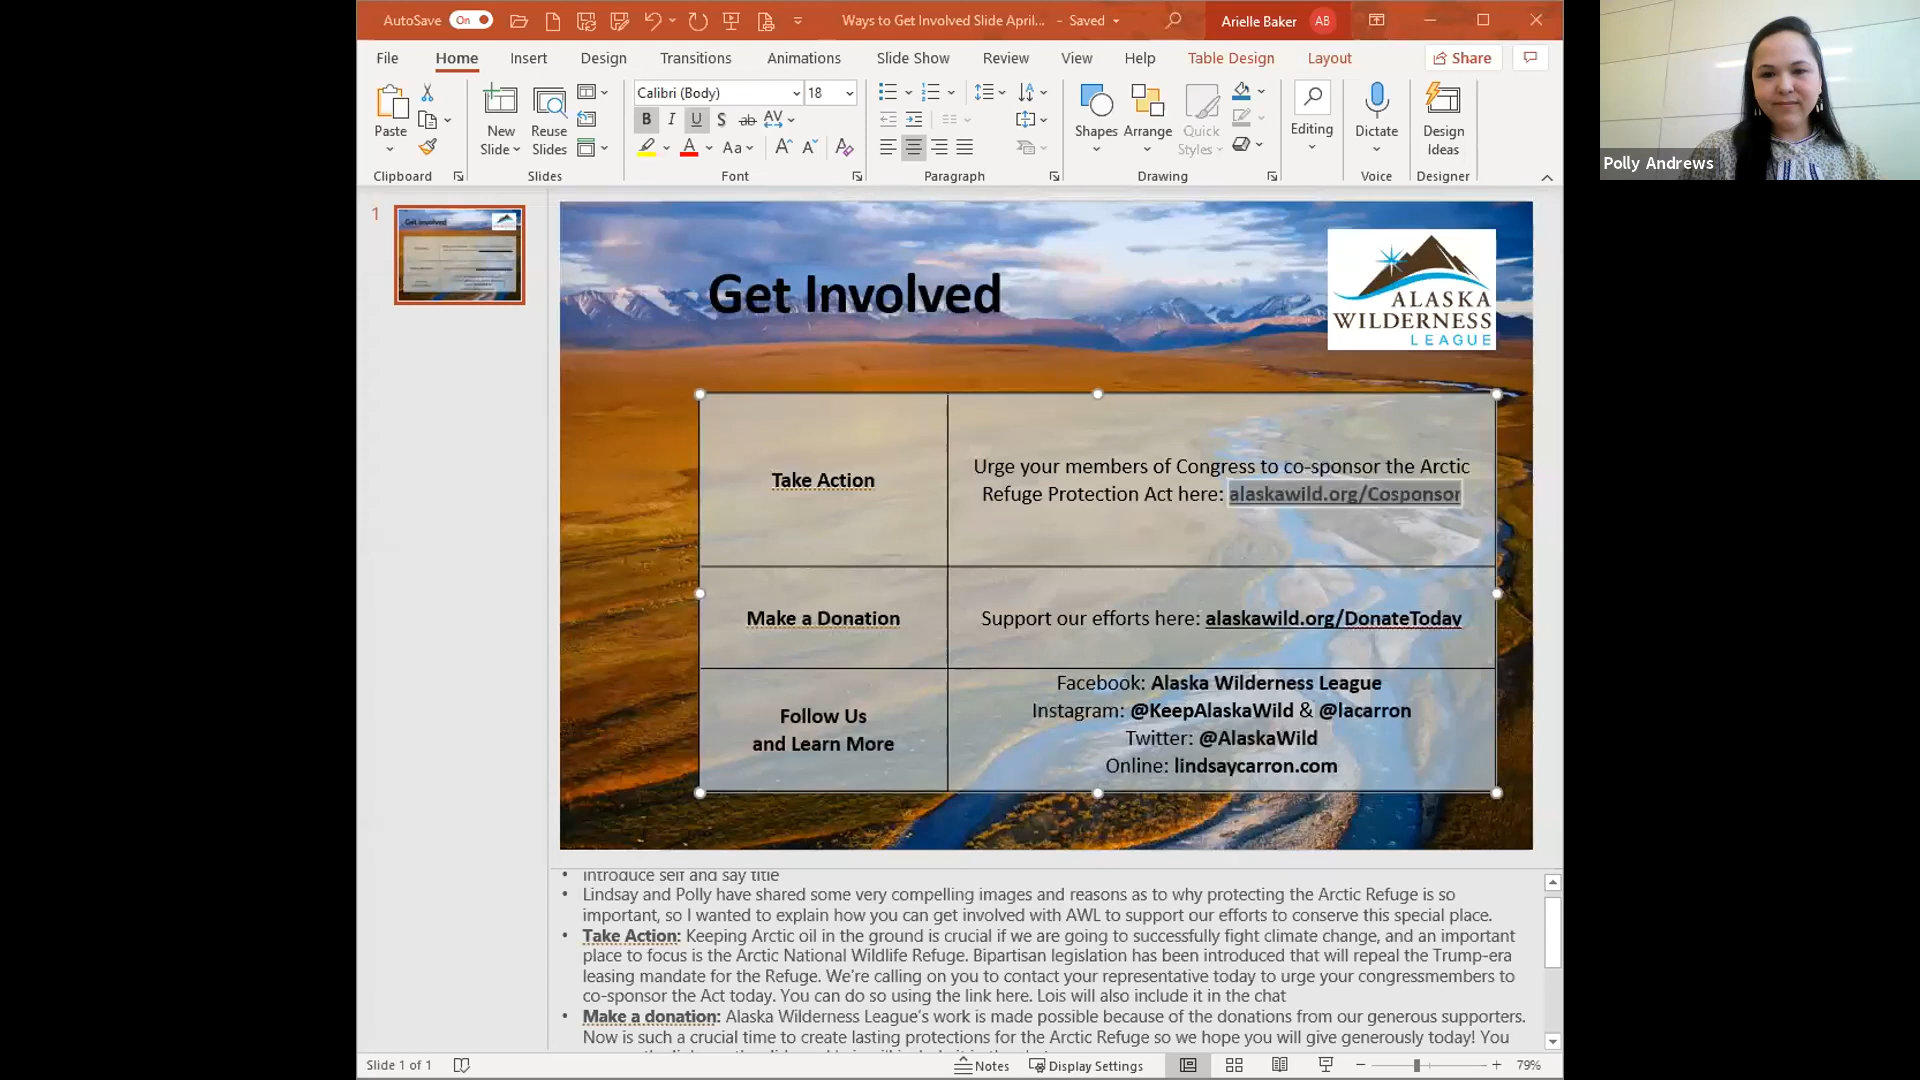 AutoSave On
Ways to Get Involved Slide April... - Saved
Arielle Baker AB
File Home Insert Design Transitions Animations Slide Show Review View Help Table Design Layout Share
Calibri (Body) 18
B I U S ab AV
Paste
New Slide
Reuse Slides
A Aa A A A
Shapes Arrange Quick Styles
Editing
Dictate
Design Ideas
Clipboard Slides Font Paragraph Drawing Voice Designer
Polly Andrews
1
Get Involved
Get Involved
ALASKA
WILDERNESS
LEAGUE
Take Action
Urge your members of Congress to co-sponsor the Arctic
Refuge Protection Act here: alaskawild.org/Cosponsor
Make a Donation
Support our efforts here: alaskawild.org/DonateToday
Follow Us
and Learn More
Facebook: Alaska Wilderness League
Instagram: @KeepAlaskaWild & @lacarron
Twitter: @AlaskaWild
Online: lindsaycarron.com
• Introduce self and say title
• Lindsay and Polly have shared some very compelling images and reasons as to why protecting the Arctic Refuge is so
important, so I wanted to explain how you can get involved with AWL to support our efforts to conserve this special place.
• Take Action: Keeping Arctic oil in the ground is crucial if we are going to successfully fight climate change, and an important
place to focus is the Arctic National Wildlife Refuge. Bipartisan legislation has been introduced that will repeal the Trump-era
leasing mandate for the Refuge. We're calling on you to contact your representative today to urge your congressmembers to
co-sponsor the Act today. You can do so using the link here. Lois will also include it in the chat
• Make a donation: Alaska Wilderness League's work is made possible because of the donations from our generous supporters.
Now is such a crucial time to create lasting protections for the Arctic Refuge so we hope you will give generously today! You
Slide 1 of 1
Notes
Display Settings
79%